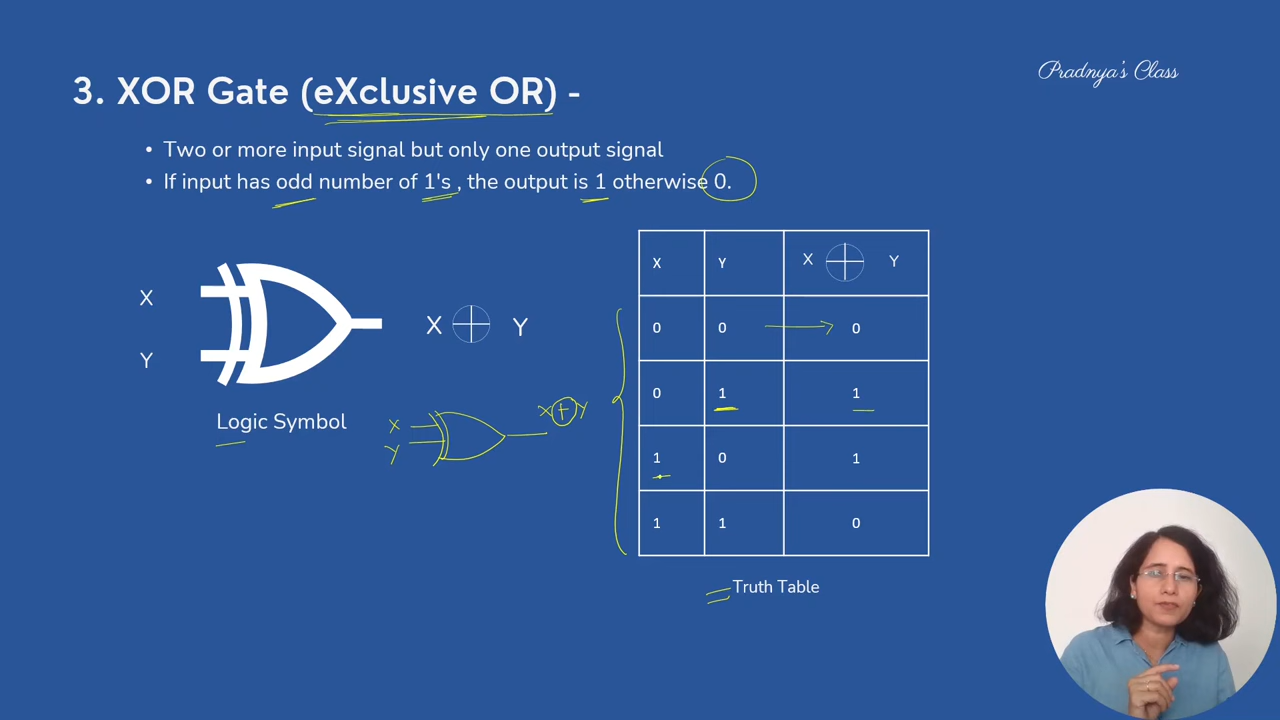 Pradnya's Class
3. XOR Gate (eXclusive OR) -
• Two or more input signal but only one output signal
• If input has odd number of 1's , the output is 1 otherwise 0.
X
Y
X ⊕ Y
Logic Symbol
X
Y
X⊕Y
X Y X ⊕ Y
0 0 0
0 1 1
1 0 1
1 1 0
Truth Table